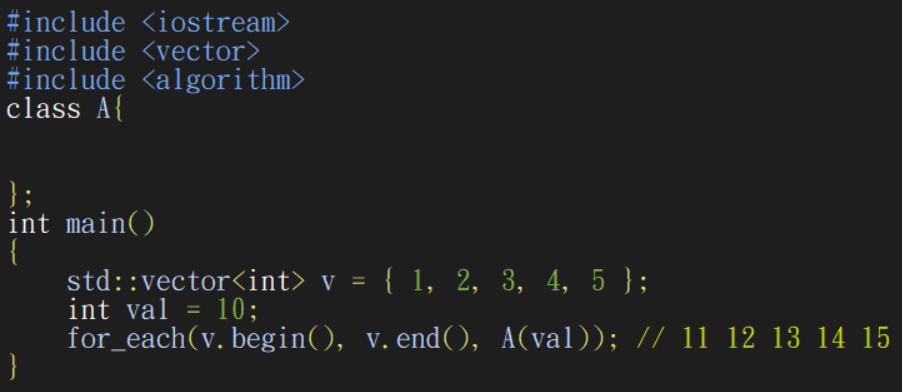 #include <iostream>
#include <vector>
#include <algorithm>
class A{
};
int main()
{
    std::vector<int> v = { 1, 2, 3, 4, 5 };
    int val = 10;
    for_each(v.begin(), v.end(), A(val)); // 11 12 13 14 15
}